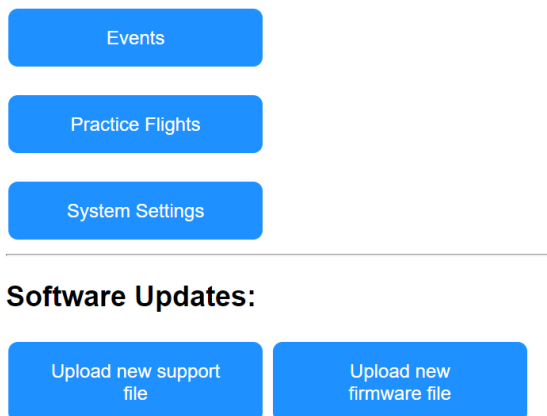 Events
Practice Flights
System Settings
Software Updates:
Upload new support
file
Upload new
firmware file